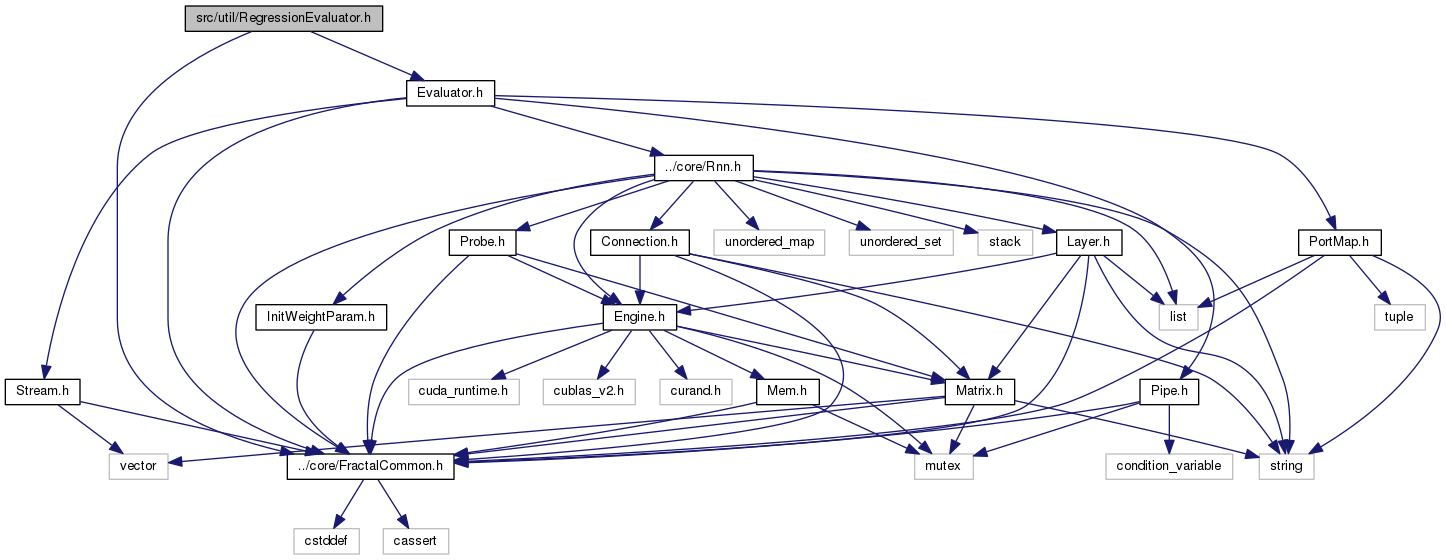 src/util/RegressionEvaluator.h
Evaluator.h
../core/Rnn.h
Probe.h
Connection.h
unordered_map
unordered_set
stack
Layer.h
PortMap.h
InitWeightParam.h
Engine.h
list
tuple
Stream.h
cuda_runtime.h
cublas_v2.h
curand.h
Mem.h
Matrix.h
Pipe.h
vector
../core/FractalCommon.h
mutex
condition_variable
string
cstddef
cassert